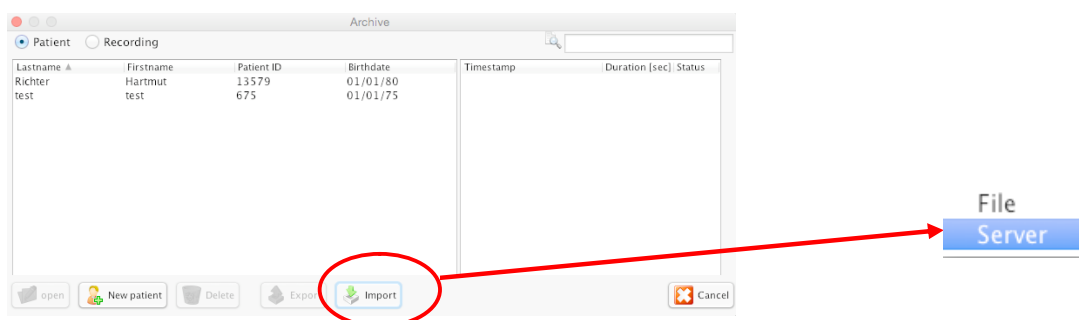 Archive
Patient Recording
Lastname Firstname Patient ID Birthdate Timestamp Duration [sec] Status
Richter Hartmut 13579 01/01/80
test test 675 01/01/75
File
Server
open New patient Delete Import Cancel